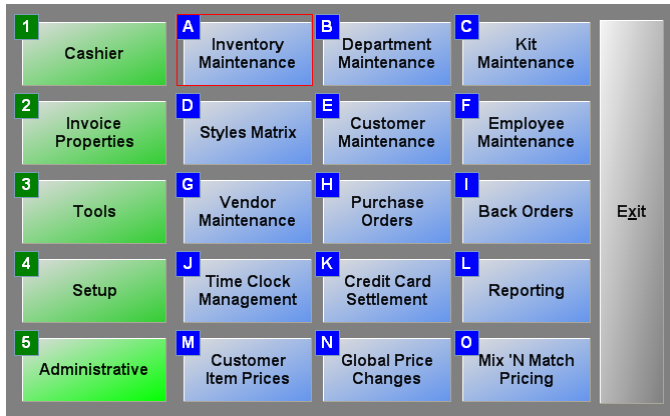 1
Cashier
A
Inventory
Maintenance
B
Department
Maintenance
C
Kit
Maintenance
2
Invoice
Properties
D
Styles Matrix
E
Customer
Maintenance
F
Employee
Maintenance
3
Tools
G
Vendor
Maintenance
H
Purchase
Orders
I
Back Orders
Exit
4
Setup
J
Time Clock
Management
K
Credit Card
Settlement
L
Reporting
5
Administrative
M
Customer
Item Prices
N
Global Price
Changes
O
Mix 'N Match
Pricing